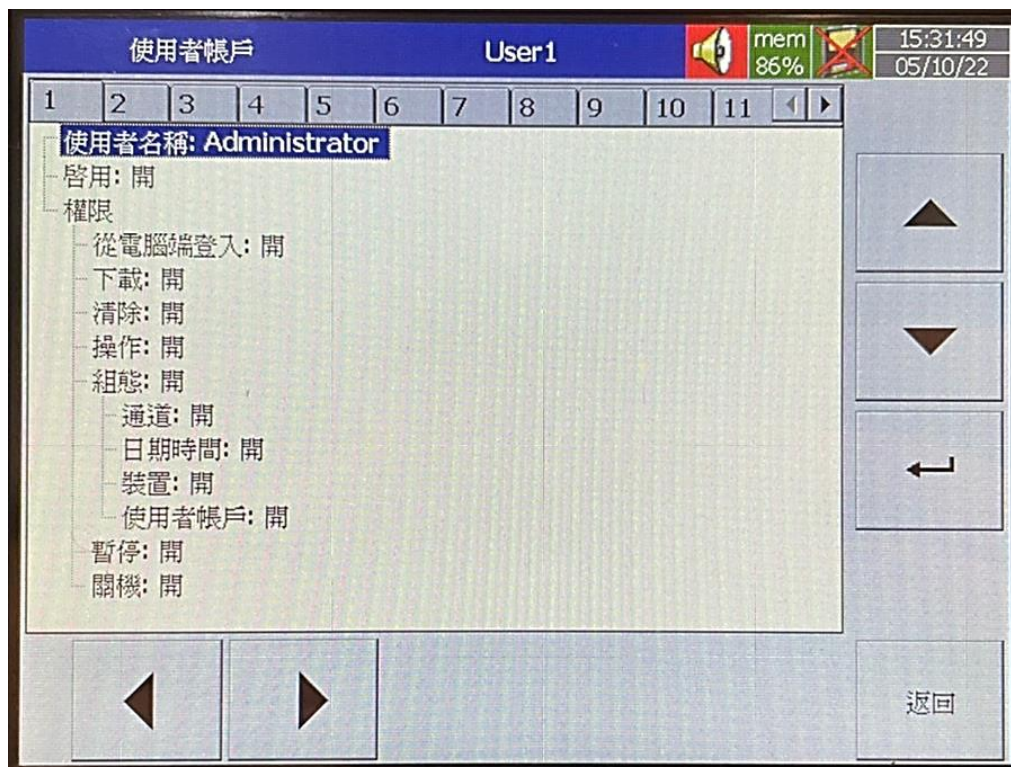 使用者帳戶 User1 mem 86% 15:31:49 05/10/22
1 2 3 4 5 6 7 8 9 10 11
使用者名稱: Administrator
啓用: 開
權限
從電腦端登入: 開
下載: 開
清除: 開
操作: 開
組態: 開
通道: 開
日期時間: 開
裝置: 開
使用者帳戶: 開
暫停: 開
關機: 開
返回